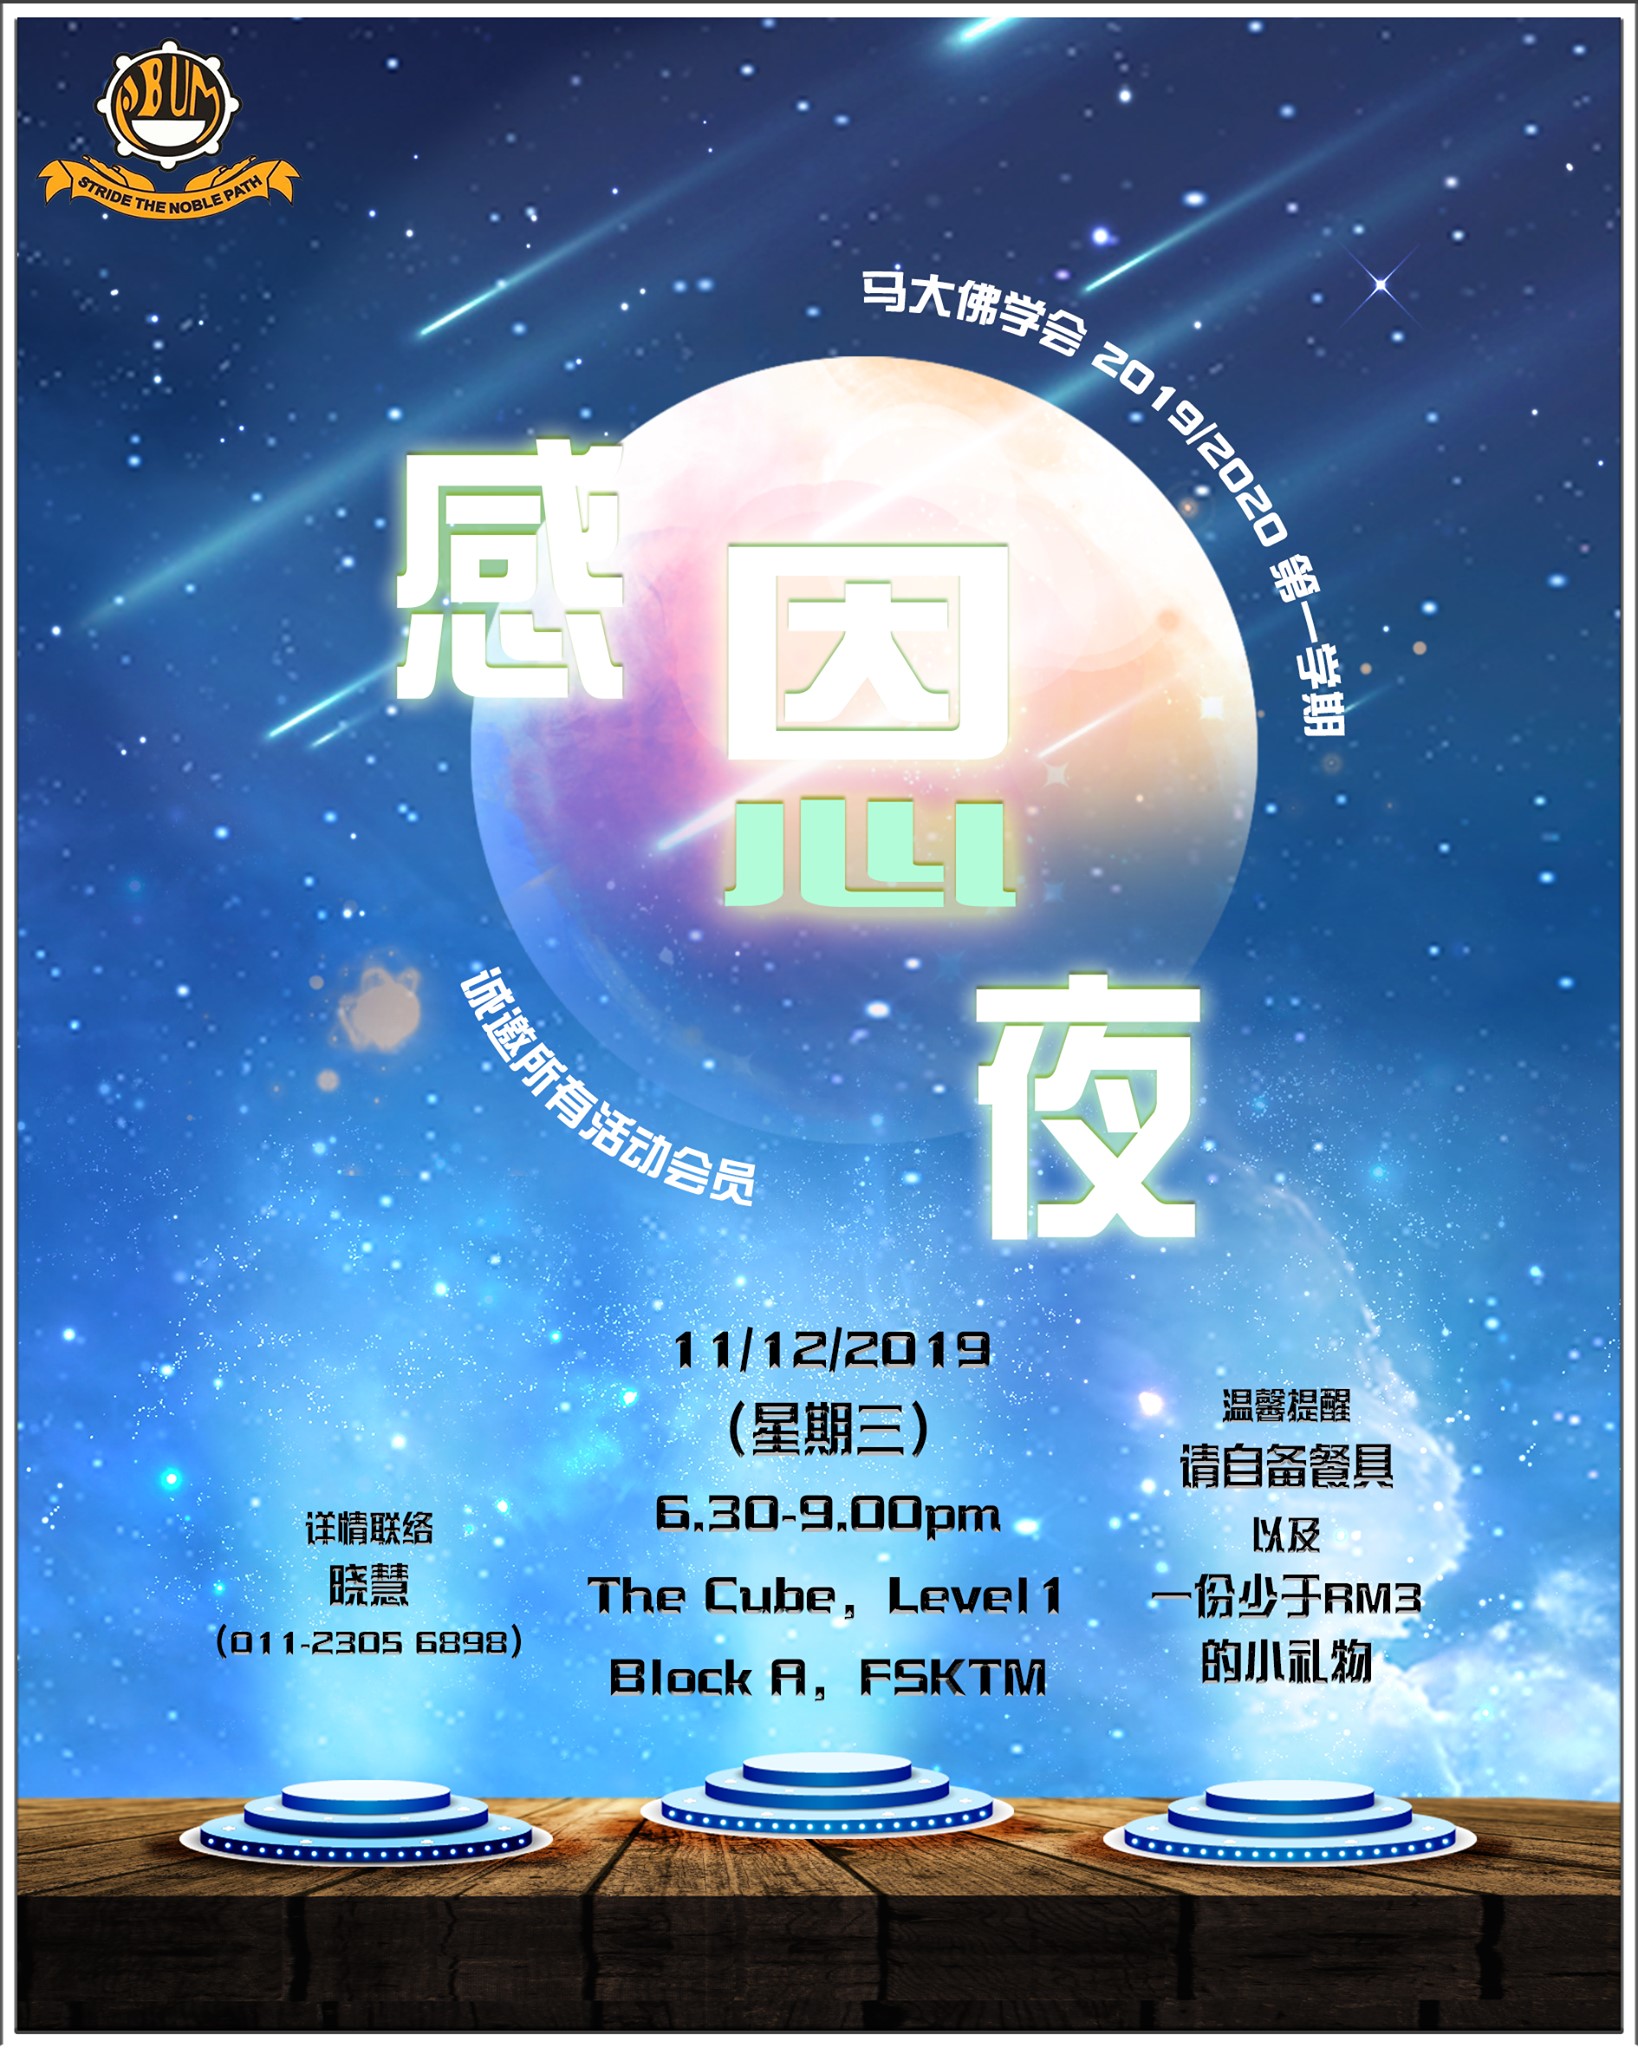 PBUM
STRIDE THE NOBLE PATH
马大佛学会 2019/2020 第一学期
感恩夜
诚邀所有活动会员
11/12/2019
（星期三）
6.30-9.00pm
The Cube，Level 1
Block A，FSKTM
详情联络
晓慧
（011-2305 6898）
温馨提醒
请自备餐具
以及
一份少于RM3
的小礼物